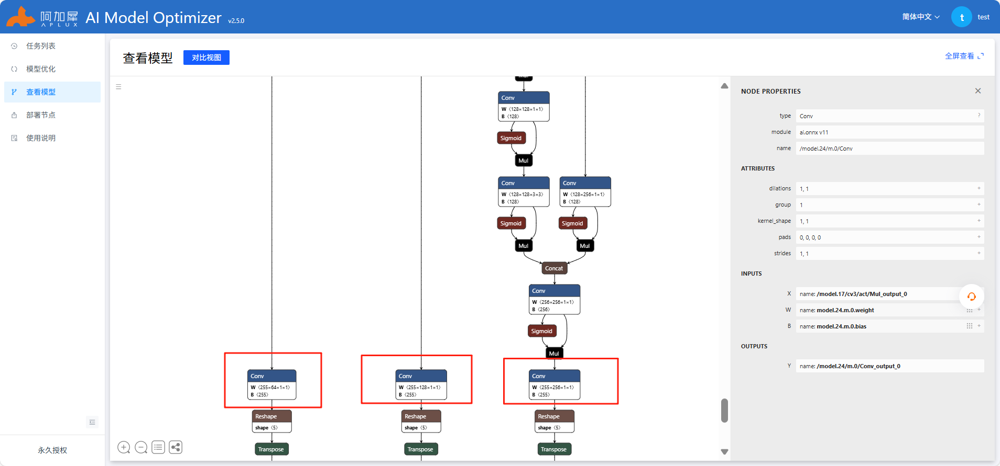 阿加犀
APLUX
AI Model Optimizer v2.5.0
简体中文
t
test
任务列表
模型优化
查看模型
部署节点
使用说明
永久授权
查看模型
对比视图
全屏查看
Mul
Conv
W〈128×128×1×1〉
B〈128〉
Sigmoid
Mul
Conv
W〈128×128×3×3〉
B〈128〉
Conv
W〈128×256×1×1〉
B〈128〉
Sigmoid
Sigmoid
Mul
Mul
Concat
Conv
W〈256×256×1×1〉
B〈256〉
Sigmoid
Mul
Conv
W〈255×64×1×1〉
B〈255〉
Conv
W〈255×128×1×1〉
B〈255〉
Conv
W〈255×256×1×1〉
B〈255〉
Reshape
shape〈5〉
Reshape
shape〈5〉
Reshape
shape〈5〉
Transpose
Transpose
Transpose
NODE PROPERTIES
type Conv ?
module ai.onnx v11
name /model.24/m.0/Conv
ATTRIBUTES
dilations 1, 1 +
group 1 +
kernel_shape 1, 1 +
pads 0, 0, 0, 0 +
strides 1, 1 +
INPUTS
X name: /model.17/cv3/act/Mul_output_0
W name: model.24.m.0.weight +
B name: model.24.m.0.bias +
OUTPUTS
Y name: /model.24/m.0/Conv_output_0